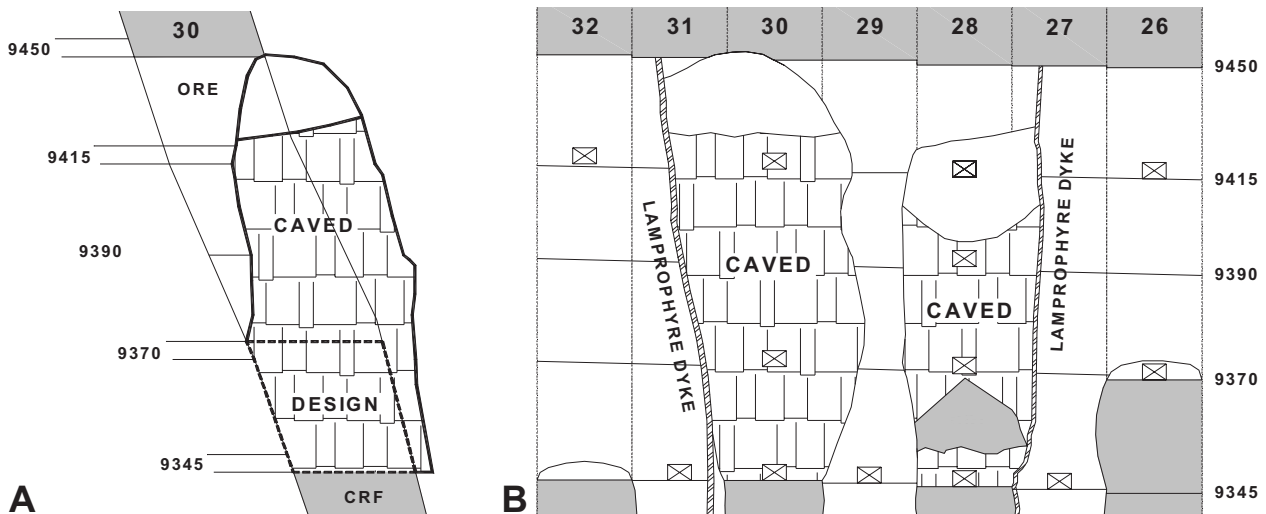 30
9450
ORE
9415
CAVED
9390
9370
DESIGN
9345
CRF
A
32 31 30 29 28 27 26
9450
LAMPROPHYRE DYKE
9415
LAMPROPHYRE DYKE
CAVED
9390
CAVED
9370
9345
B